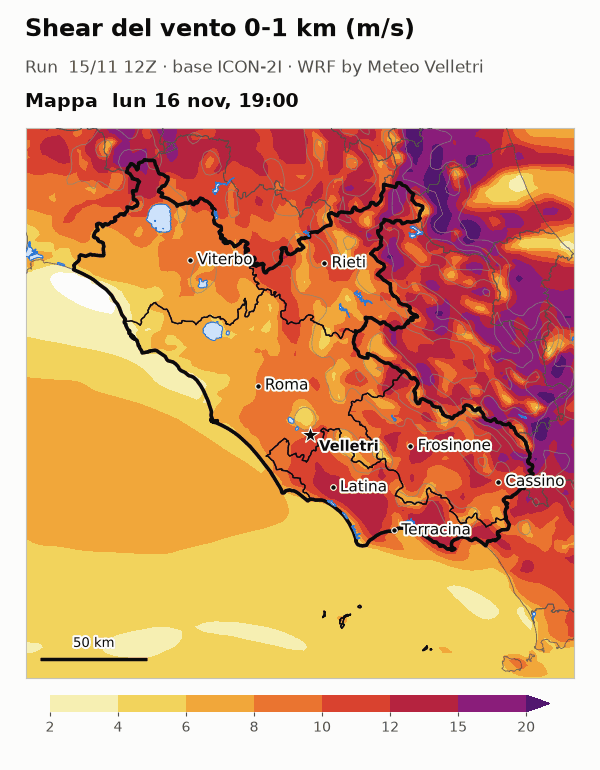 Shear del vento 0-1 km (m/s)
Run  15/11 12Z · base ICON-2I · WRF by Meteo Velletri
Mappa  lun 16 nov, 19:00
Viterbo
Rieti
Roma
Velletri
Frosinone
Cassino
Latina
Terracina
50 km
2 4 6 8 10 12 15 20